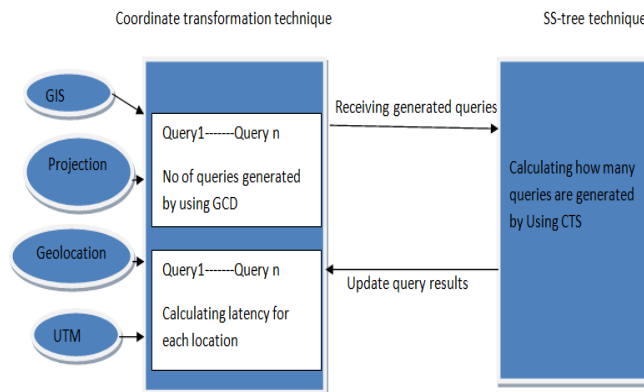 Coordinate transformation technique
SS-tree technique
GIS
Projection
Geolocation
UTM
Query1-------Query n
No of queries generated
by using GCD
Query1-------Query n
Calculating latency for
each location
Receiving generated queries
Update query results
Calculating how many
queries are generated
by Using CTS